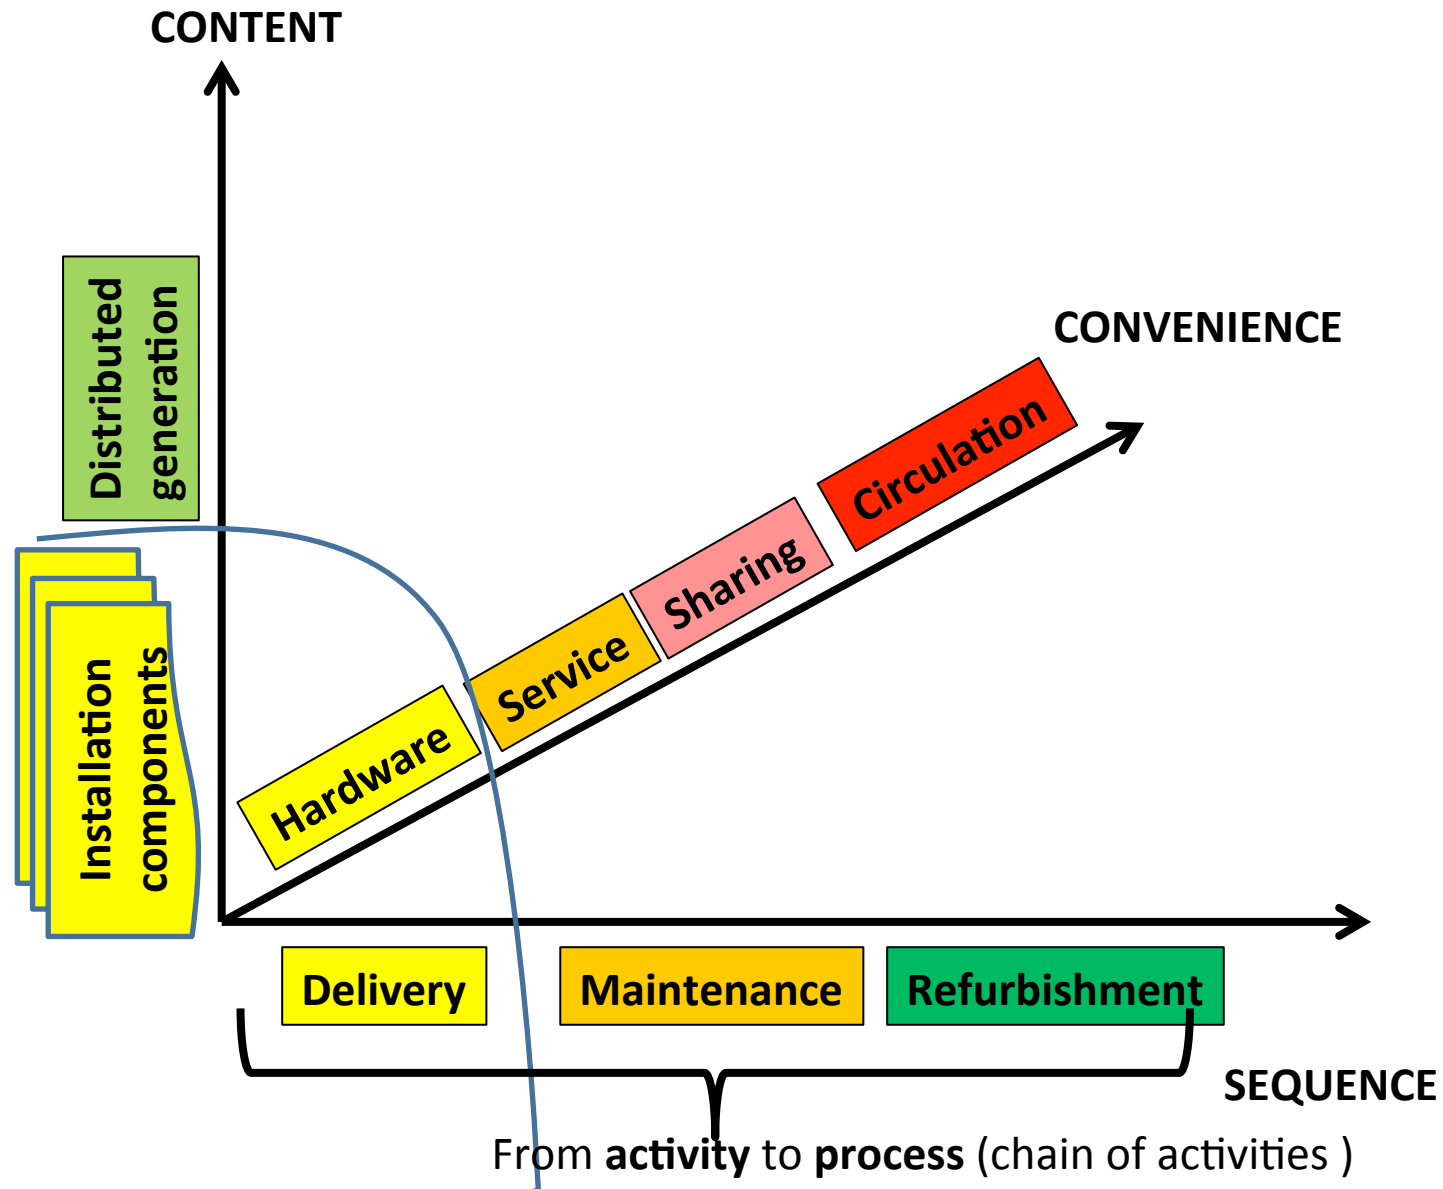 CONTENT
Distributed
generation
CONVENIENCE
Circulation
Sharing
Service
Hardware
Installation
components
Delivery
Maintenance
Refurbishment
SEQUENCE
From activity to process (chain of activities )